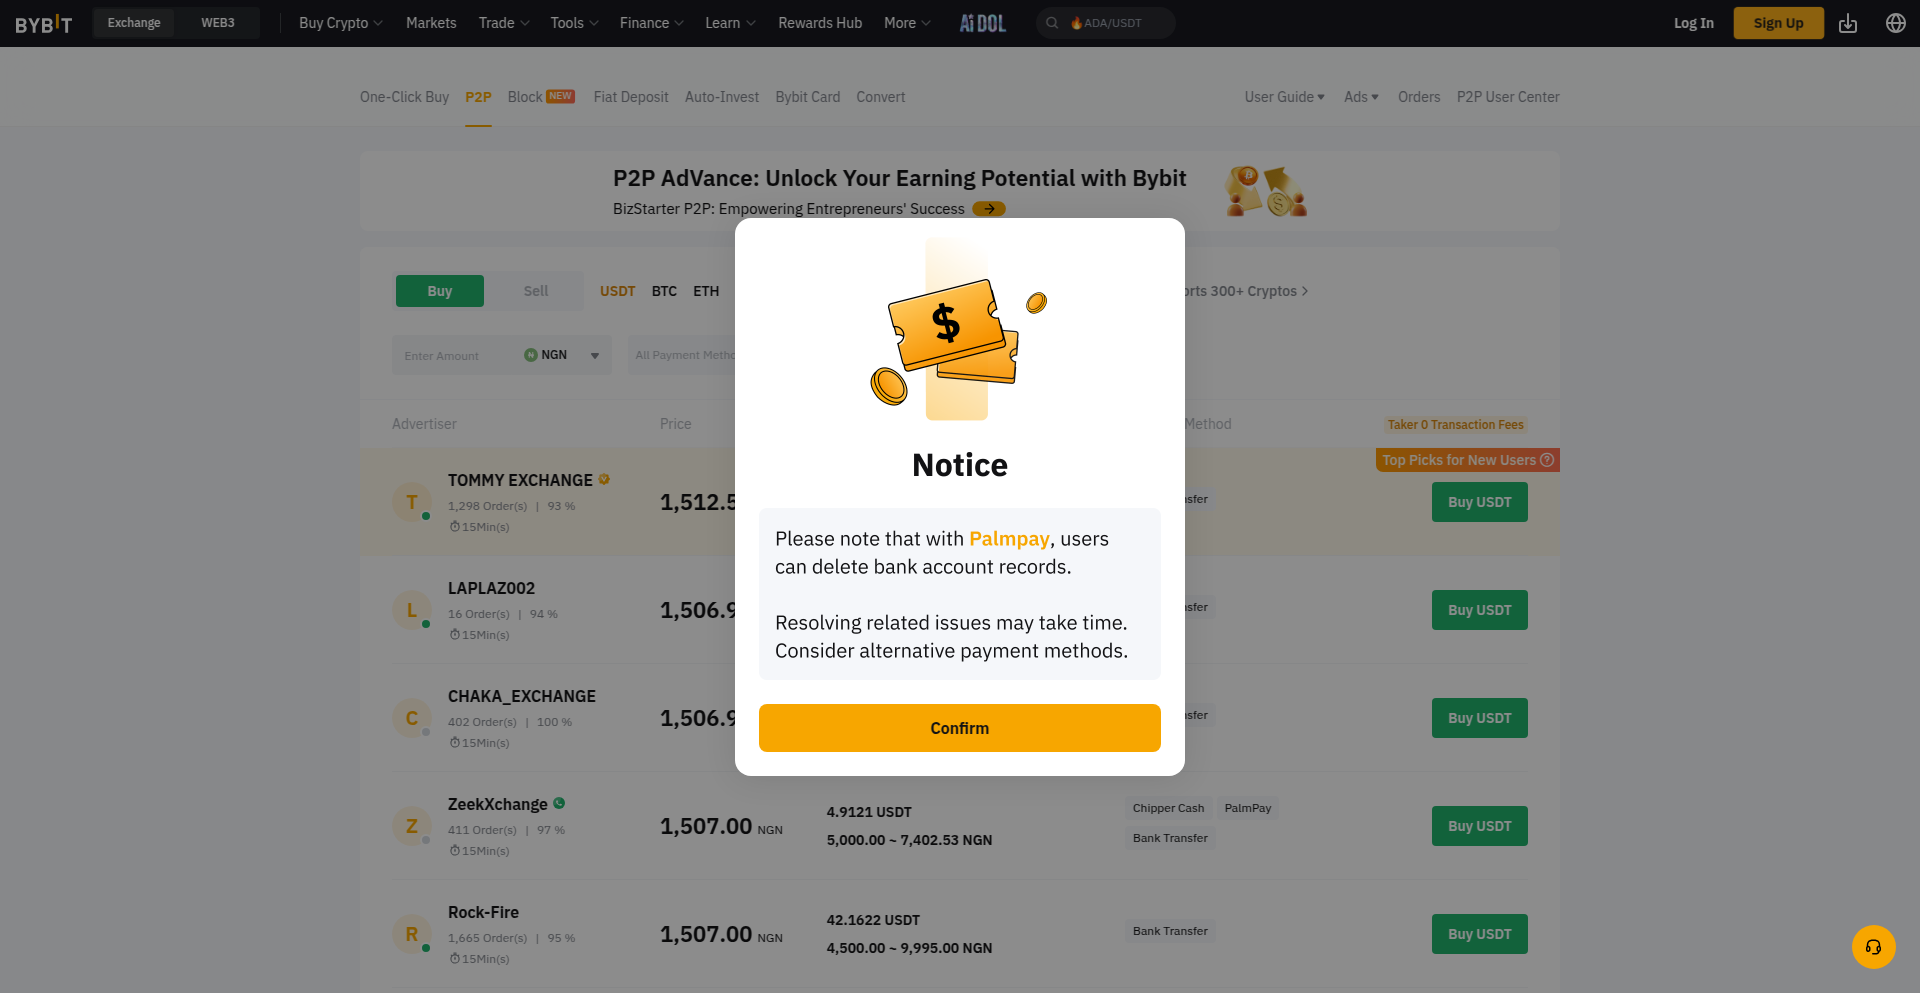 BYBIT
Exchange
WEB3
Buy Crypto
Markets
Trade
Tools
Finance
Learn
Rewards Hub
More
AiDOL
ADA/USDT
Log In
Sign Up
One-Click Buy
P2P
Block NEW
Fiat Deposit
Auto-Invest
Bybit Card
Convert
User Guide
Ads
Orders
P2P User Center
P2P AdVance: Unlock Your Earning Potential with Bybit
BizStarter P2P: Empowering Entrepreneurs' Success
Buy
Sell
USDT
BTC
ETH
300+ Cryptos
Enter Amount
NGN
All Payment
Advertiser
Price
Method
Taker 0 Transaction Fees
Top Picks for New Users
T
TOMMY EXCHANGE
1,298 Order(s) | 93 %
15Min(s)
1,512.5
Buy USDT
L
LAPLAZ002
16 Order(s) | 94 %
15Min(s)
1,506.9
Buy USDT
C
CHAKA_EXCHANGE
402 Order(s) | 100 %
15Min(s)
1,506.9
Buy USDT
Z
ZeekXchange
411 Order(s) | 97 %
15Min(s)
1,507.00 NGN
4.9121 USDT
5,000.00 ~ 7,402.53 NGN
Chipper Cash
PalmPay
Bank Transfer
Buy USDT
R
Rock-Fire
1,665 Order(s) | 95 %
15Min(s)
1,507.00 NGN
42.1622 USDT
4,500.00 ~ 9,995.00 NGN
Bank Transfer
Buy USDT
$
Notice
Please note that with Palmpay, users
can delete bank account records.
Resolving related issues may take time.
Consider alternative payment methods.
Confirm